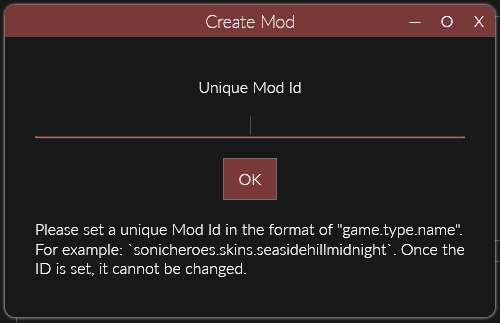 Create Mod
Unique Mod Id
OK
Please set a unique Mod Id in the format of "game.type.name".
For example: `sonicheroes.skins.seasidehillmidnight`. Once the
ID is set, it cannot be changed.